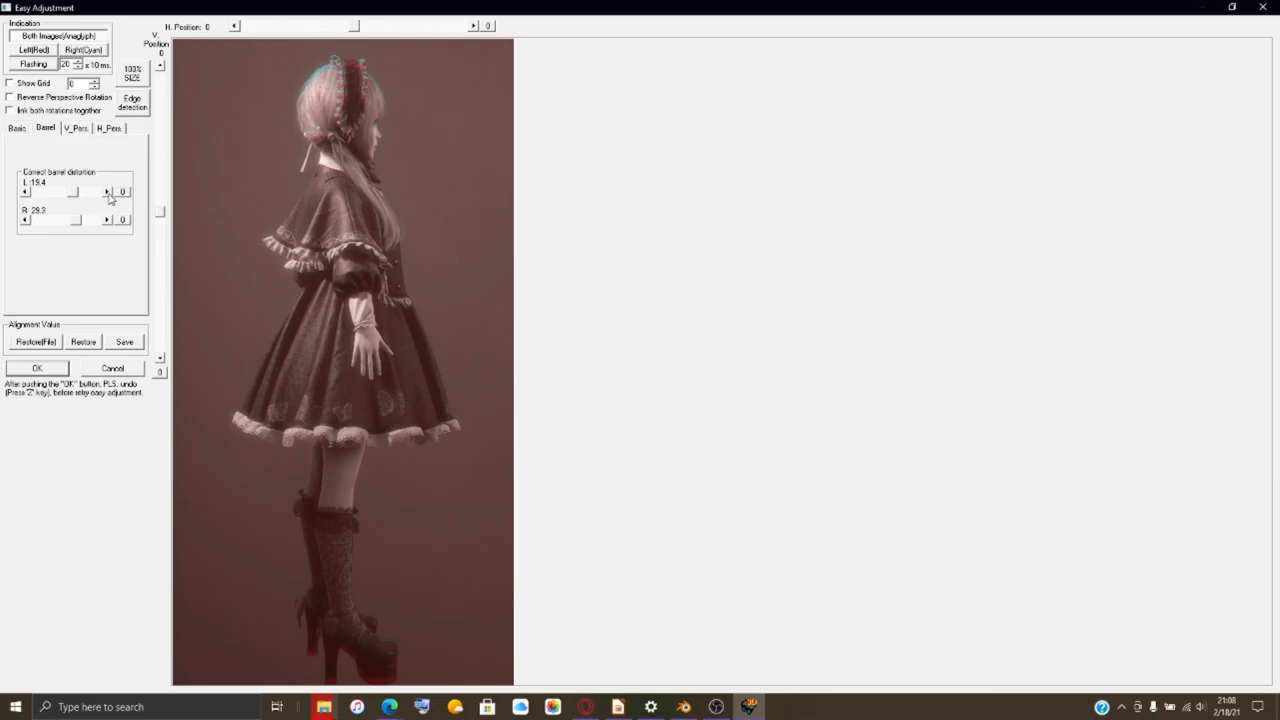 Easy Adjustment
Indication
Both Images(Anaglyph)
Left(Red) Right(Cyan)
Flashing 20 x 10 ms.
Show Grid 0
Reverse Perspective Rotation
link both rotations together
H. Position: 0
0
V. Position
0
100% SIZE
Edge detection
Basic Barrel V_Pers. H_Pers.
Correct barrel distortion
L :19.4
0
R :29.3
0
Alignment Value
Restore(File) Restore Save
OK Cancel
0
After pushing the "OK" button, PLS. undo
(Press 'Z' key), before retry easy adjustment.
Type here to search
21:08
2/18/21